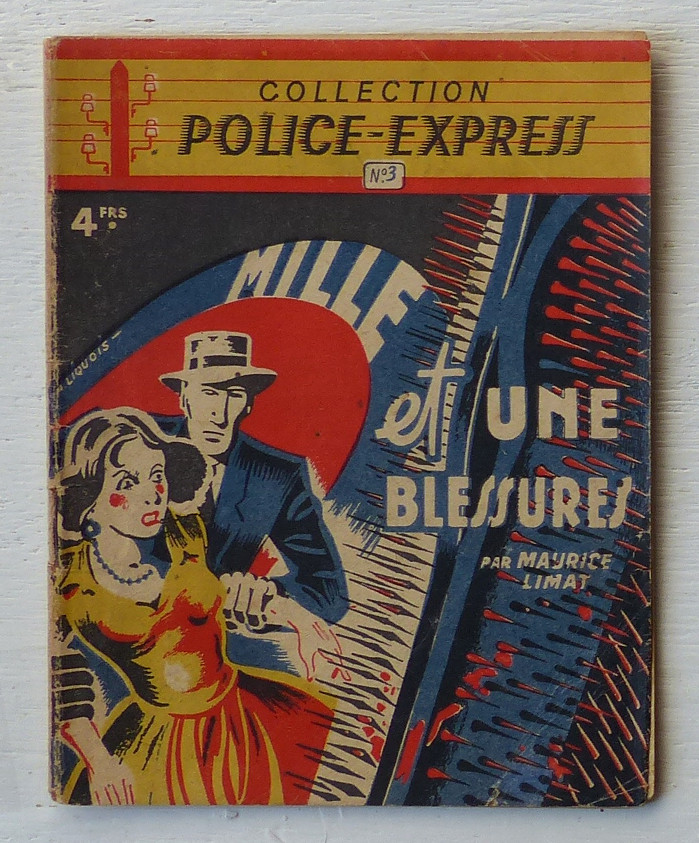 COLLECTION
POLICE-EXPRESS
Nº3
4 FRS
MILLE
et UNE
BLESSURES
PAR MAURICE
LIMAT
LIQUOIS